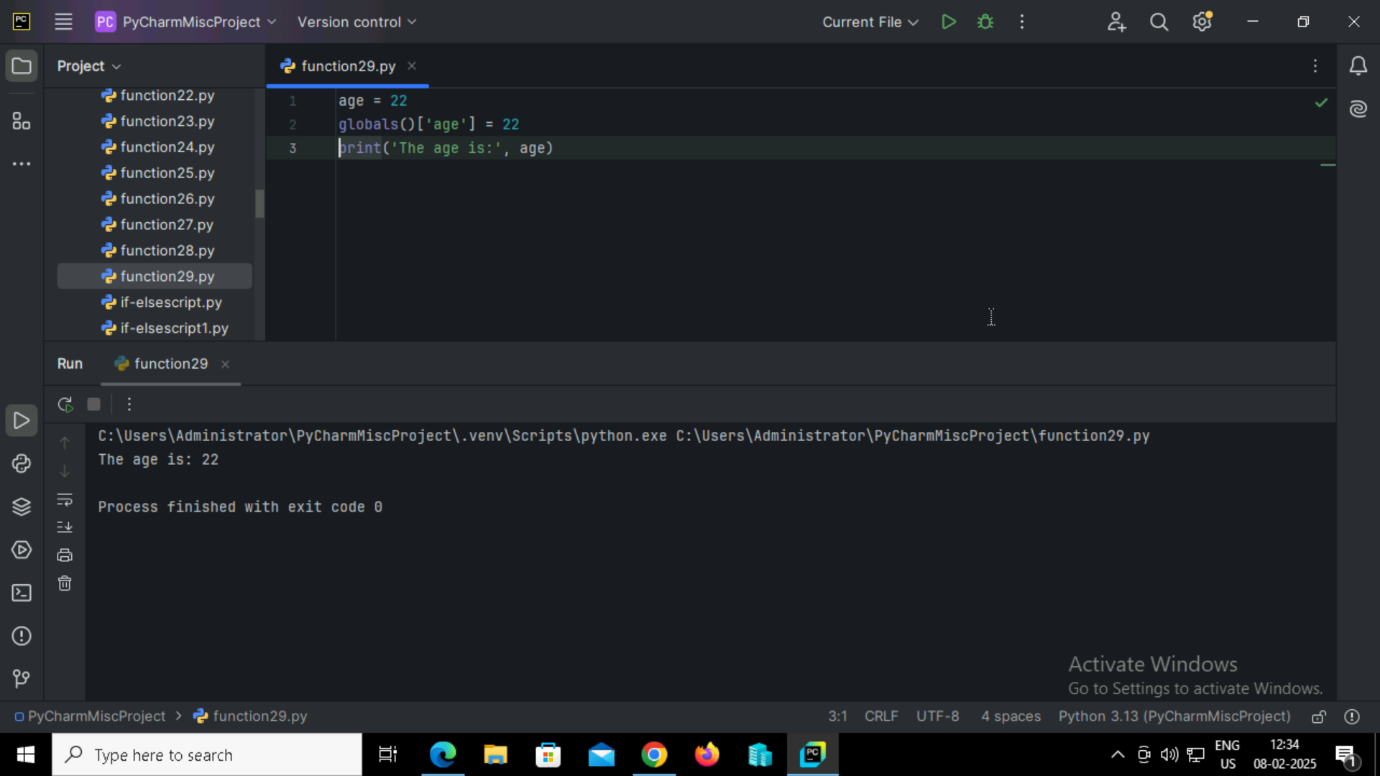 PC
PC PyCharmMiscProject
Version control
Current File
Project
function29.py
function22.py
function23.py
function24.py
function25.py
function26.py
function27.py
function28.py
function29.py
if-elsescript.py
if-elsescript1.py
1 age = 22
2 globals()['age'] = 22
3 print('The age is:', age)
Run
function29
C:\Users\Administrator\PyCharmMiscProject\.venv\Scripts\python.exe C:\Users\Administrator\PyCharmMiscProject\function29.py
The age is: 22
Process finished with exit code 0
Activate Windows
Go to Settings to activate Windows.
PyCharmMiscProject > function29.py
3:1 CRLF UTF-8 4 spaces Python 3.13 (PyCharmMiscProject)
Type here to search
PC
ENG
US
12:34
08-02-2025
1